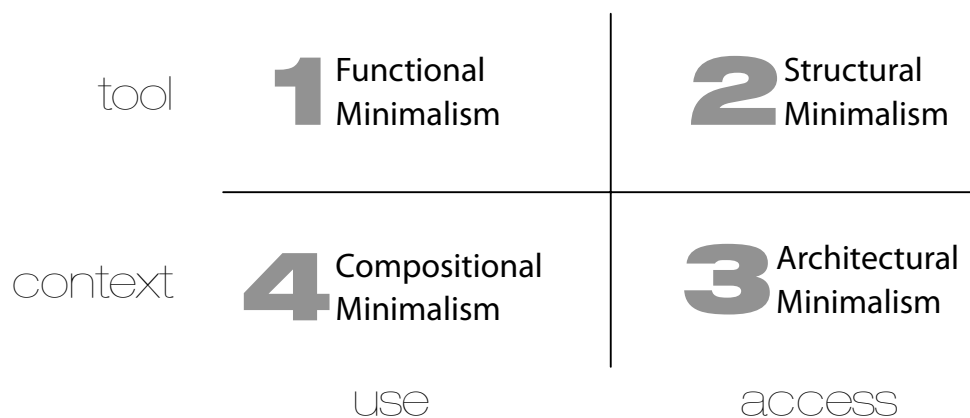 tool
1 Functional
Minimalism
2 Structural
Minimalism
context
4 Compositional
Minimalism
3 Architectural
Minimalism
use
access